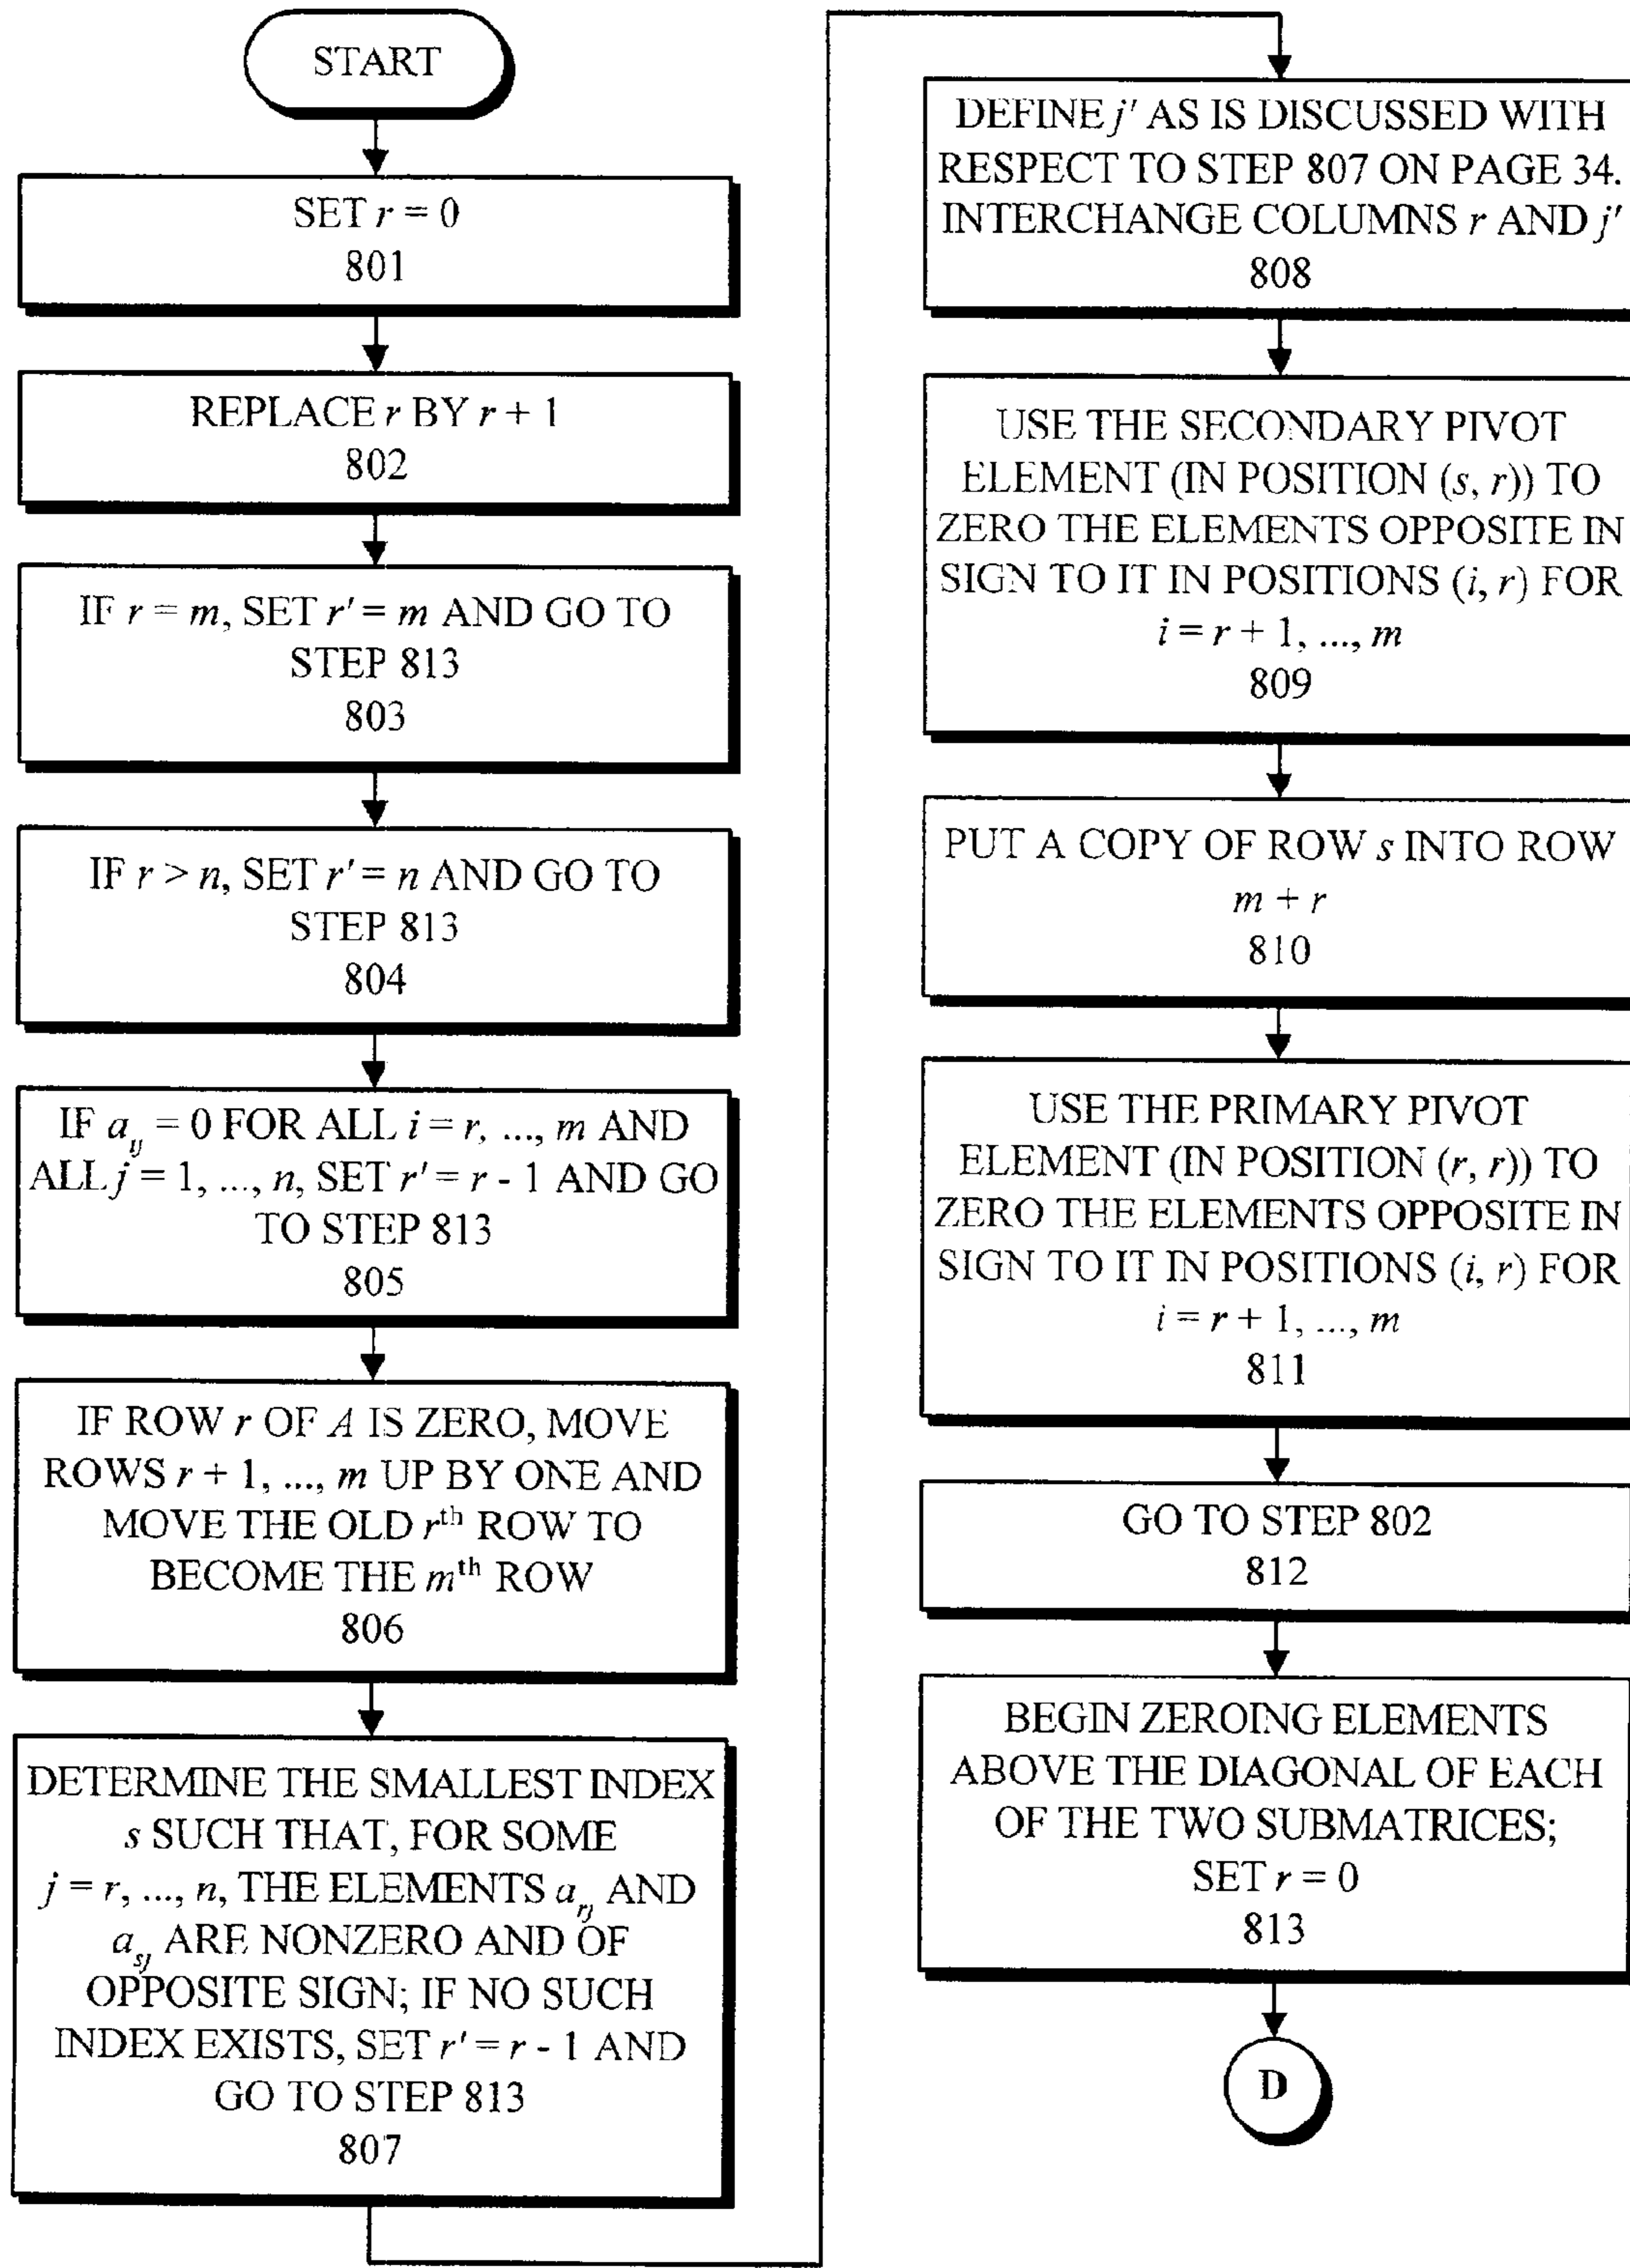 START
SET r = 0
801
REPLACE r BY r + 1
802
IF r = m, SET r' = m AND GO TO
STEP 813
803
IF r > n, SET r' = n AND GO TO
STEP 813
804
IF a_ij = 0 FOR ALL i = r, ..., m AND
ALL j = 1, ..., n, SET r' = r - 1 AND GO
TO STEP 813
805
IF ROW r OF A IS ZERO, MOVE
ROWS r + 1, ..., m UP BY ONE AND
MOVE THE OLD r^th ROW TO
BECOME THE m^th ROW
806
DETERMINE THE SMALLEST INDEX
s SUCH THAT, FOR SOME
j = r, ..., n, THE ELEMENTS a_rj AND
a_sj ARE NONZERO AND OF
OPPOSITE SIGN; IF NO SUCH
INDEX EXISTS, SET r' = r - 1 AND
GO TO STEP 813
807
DEFINE j' AS IS DISCUSSED WITH
RESPECT TO STEP 807 ON PAGE 34.
INTERCHANGE COLUMNS r AND j'
808
USE THE SECONDARY PIVOT
ELEMENT (IN POSITION (s, r)) TO
ZERO THE ELEMENTS OPPOSITE IN
SIGN TO IT IN POSITIONS (i, r) FOR
i = r + 1, ..., m
809
PUT A COPY OF ROW s INTO ROW
m + r
810
USE THE PRIMARY PIVOT
ELEMENT (IN POSITION (r, r)) TO
ZERO THE ELEMENTS OPPOSITE IN
SIGN TO IT IN POSITIONS (i, r) FOR
i = r + 1, ..., m
811
GO TO STEP 802
812
BEGIN ZEROING ELEMENTS
ABOVE THE DIAGONAL OF EACH
OF THE TWO SUBMATRICES;
SET r = 0
813
D